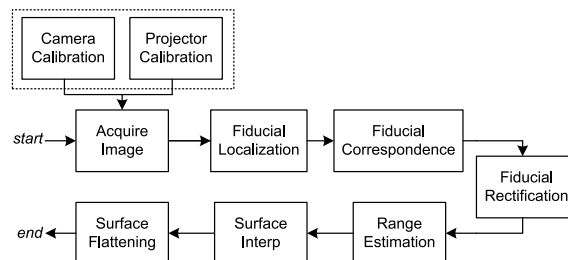 Camera
Calibration
Projector
Calibration
start
Acquire
Image
Fiducial
Localization
Fiducial
Correspondence
Fiducial
Rectification
Range
Estimation
Surface
Interp
Surface
Flattening
end